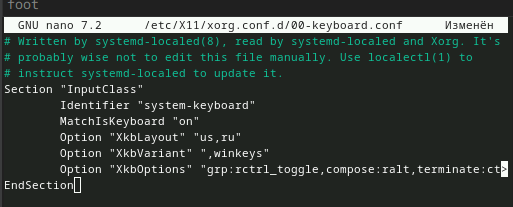 foot
GNU nano 7.2 /etc/X11/xorg.conf.d/00-keyboard.conf Изменён
# Written by systemd-localed(8), read by systemd-localed and Xorg. It's
# probably wise not to edit this file manually. Use localectl(1) to
# instruct systemd-localed to update it.
Section "InputClass"
        Identifier "system-keyboard"
        MatchIsKeyboard "on"
        Option "XkbLayout" "us,ru"
        Option "XkbVariant" ",winkeys"
        Option "XkbOptions" "grp:rctrl_toggle,compose:ralt,terminate:ct>
EndSection